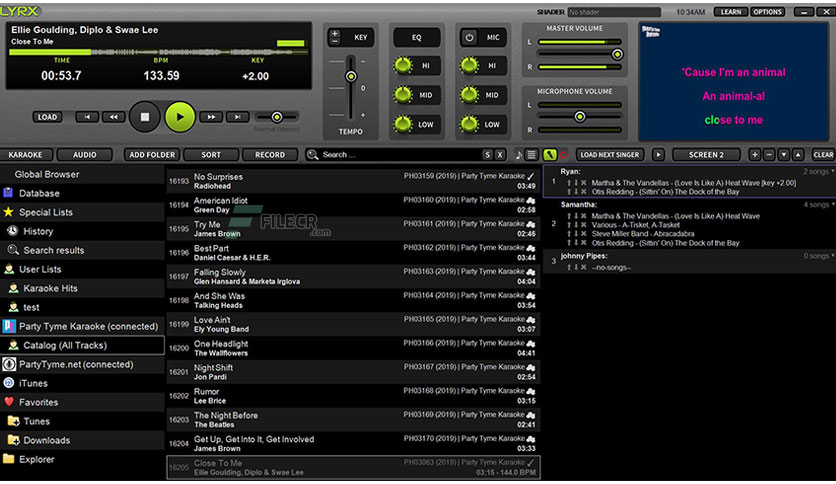 LYRX
SHADER No shader 10:34AM LEARN OPTIONS
Ellie Goulding, Diplo & Swae Lee
Close To Me
TIME BPM KEY
00:53.7 133.59 +2.00
LOAD
Normal (stereo)
+ KEY
-
TEMPO
EQ MIC
HI HI
MID MID
LOW LOW
MASTER VOLUME
L
R
MICROPHONE VOLUME
L
R
'Cause I'm an animal
An animal-al
close to me
KARAOKE AUDIO ADD FOLDER SORT RECORD Search ... S X LOAD NEXT SINGER SCREEN 2 CLEAR
Global Browser
Database
Special Lists
History
Search results
User Lists
Karaoke Hits
test
Party Tyme Karaoke (connected)
Catalog (All Tracks)
PartyTyme.net (connected)
iTunes
Favorites
Tunes
Downloads
Explorer
16193 No Surprises PH03159 (2019) | Party Tyme Karaoke
Radiohead 03:49
16194 American Idiot PH03160 (2019) | Party Tyme Karaoke
Green Day 02:58
16195 Try Me PH03161 (2019) | Party Tyme Karaoke
James Brown 02:46
16196 Best Part PH03162 (2019) | Party Tyme Karaoke
Daniel Caesar & H.E.R. 03:44
16197 Falling Slowly PH03163 (2019) | Party Tyme Karaoke
Glen Hansard & Marketa Irglova 04:04
16198 And She Was PH03164 (2019) | Party Tyme Karaoke
Talking Heads 03:54
16199 Love Ain't PH03165 (2019) | Party Tyme Karaoke
Ely Young Band 03:07
16200 One Headlight PH03166 (2019) | Party Tyme Karaoke
The Wallflowers 04:41
16201 Night Shift PH03167 (2019) | Party Tyme Karaoke
Jon Pardi 02:54
16202 Rumor PH03168 (2019) | Party Tyme Karaoke
Lee Brice 03:15
16203 The Night Before PH03169 (2019) | Party Tyme Karaoke
The Beatles 02:41
16204 Get Up, Get Into It, Get Involved PH03170 (2019) | Party Tyme Karaoke
James Brown 03:33
16205 Close To Me PH03063 (2019) | Party Tyme Karaoke
Ellie Goulding, Diplo & Swae Lee 03:15 - 144.0 BPM
FILECR
.com
Ryan: 2 songs
1 Martha & The Vandellas - (Love Is Like A) Heat Wave [key +2.00]
Otis Redding - (Sittin' On) The Dock of the Bay
Samantha: 4 songs
2 Martha & The Vandellas - (Love Is Like A) Heat Wave
Various - A-Tisket, A-Tasket
Steve Miller Band - Abracadabra
Otis Redding - (Sittin' On) The Dock of the Bay
johnny Pipes: 0 songs
3 --no-songs--